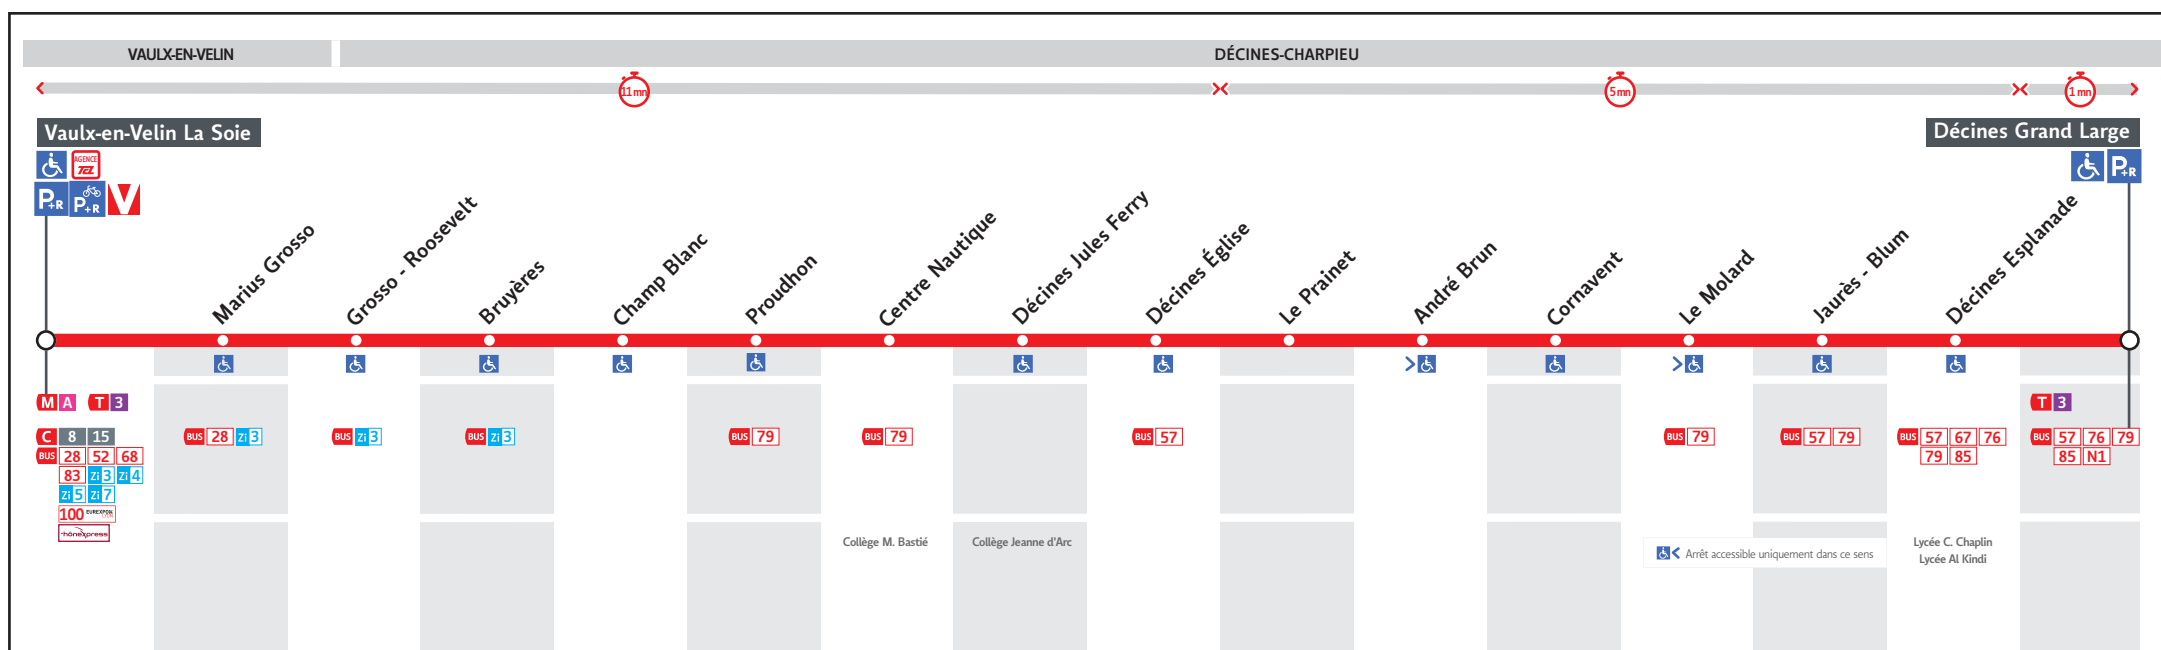 VAULX-EN-VELIN
DÉCINES-CHARPIEU
11 mn
5 mn
1 mn
Vaulx-en-Velin La Soie
Décines Grand Large
AGENCE
TCL
P+R
P+R
V
P+R
Marius Grosso
Grosso - Roosevelt
Bruyères
Champ Blanc
Proudhon
Centre Nautique
Décines Jules Ferry
Décines Église
Le Prainet
André Brun
Cornavent
Le Molard
Jaurès - Blum
Décines Esplanade
M A T 3
C 8 15
BUS 28 52 68
83 Zi 3 Zi 4
Zi 5 Zi 7
100 EUREXPO
rhônexpress
BUS 28 Zi 3
BUS Zi 3
BUS Zi 3
BUS 79
BUS 79
BUS 57
BUS 79
BUS 57 79
BUS 57 67 76
79 85
T 3
BUS 57 76 79
85 N1
Collège M. Bastié
Collège Jeanne d'Arc
Arrêt accessible uniquement dans ce sens
Lycée C. Chaplin
Lycée Al Kindi